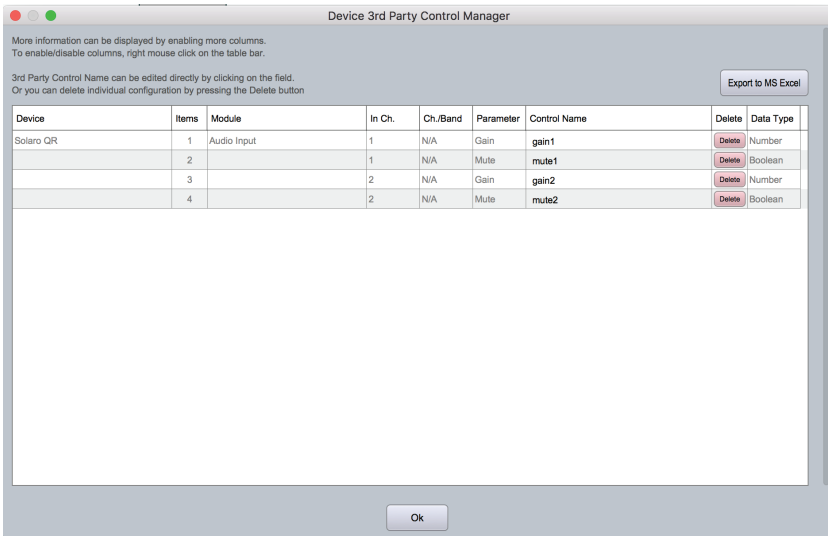 Device 3rd Party Control Manager
More information can be displayed by enabling more columns.
To enable/disable columns, right mouse click on the table bar.
3rd Party Control Name can be edited directly by clicking on the field.
Or you can delete individual configuration by pressing the Delete button
Export to MS Excel
Device Items Module In Ch. Ch./Band Parameter Control Name Delete Data Type
Solaro QR 1 Audio Input 1 N/A Gain gain1 Delete Number
2 1 N/A Mute mute1 Delete Boolean
3 2 N/A Gain gain2 Delete Number
4 2 N/A Mute mute2 Delete Boolean
Ok